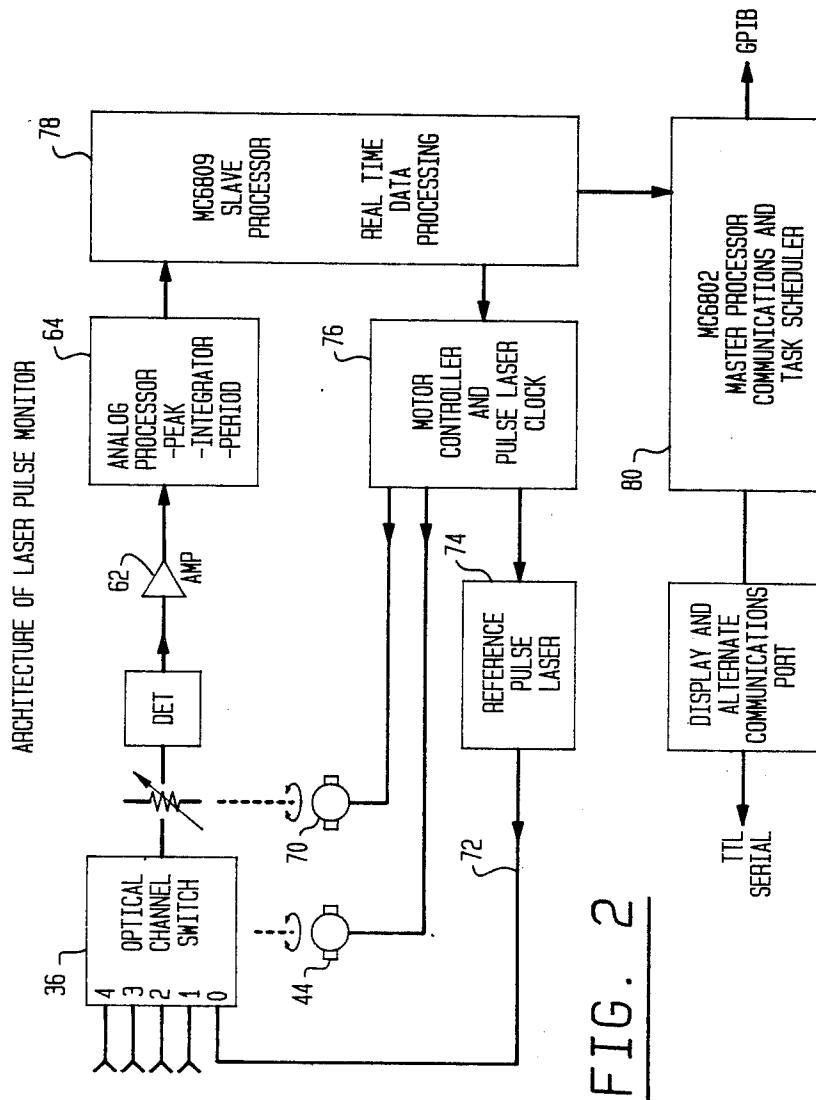 ARCHITECTURE OF LASER PULSE MONITOR
36
4
3
2
1
0
OPTICAL
CHANNEL
SWITCH
DET
62
AMP
64
ANALOG
PROCESSOR
-PEAK
-INTEGRATOR
-PERIOD
78
MC6809
SLAVE
PROCESSOR
REAL TIME
DATA
PROCESSING
44
70
72
74
REFERENCE
PULSE
LASER
76
MOTOR
CONTROLLER
AND
PULSE LASER
CLOCK
TTL
SERIAL
DISPLAY AND
ALTERNATE
COMMUNICATIONS
PORT
80
MC6802
MASTER PROCESSOR
COMMUNICATIONS AND
TASK SCHEDULER
GPIB
FIG. 2